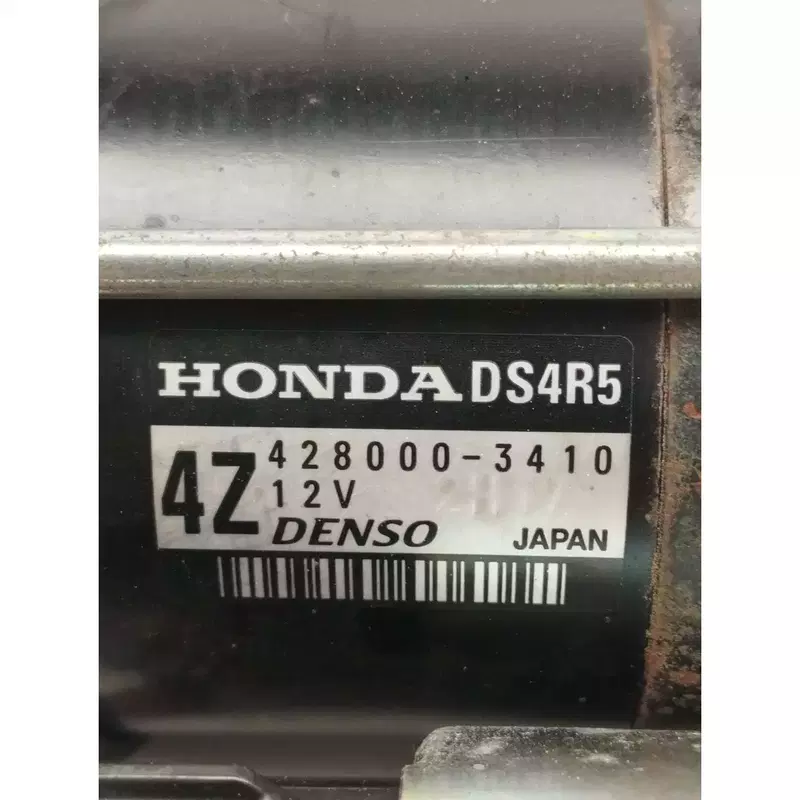 HONDA DS4R5
4Z 428000-3410
12V
DENSO JAPAN